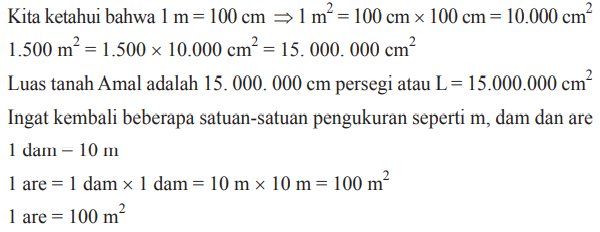 Kita ketahui bahwa 1 m = 100 cm ⇒ 1 m² = 100 cm × 100 cm = 10.000 cm²
1.500 m² = 1.500 × 10.000 cm² = 15. 000. 000 cm²
Luas tanah Amal adalah 15. 000. 000 cm persegi atau L = 15.000.000 cm²
Ingat kembali beberapa satuan-satuan pengukuran seperti m, dam dan are
1 dam = 10 m
1 are = 1 dam × 1 dam = 10 m × 10 m = 100 m²
1 are = 100 m²